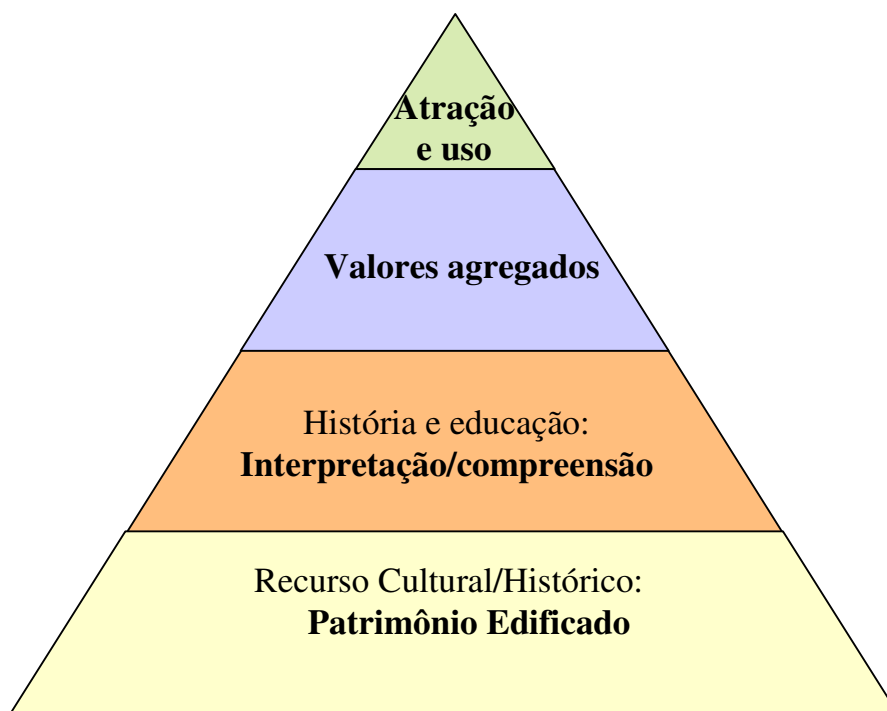 Atração
e uso
Valores agregados
História e educação:
Interpretação/compreensão
Recurso Cultural/Histórico:
Patrimônio Edificado